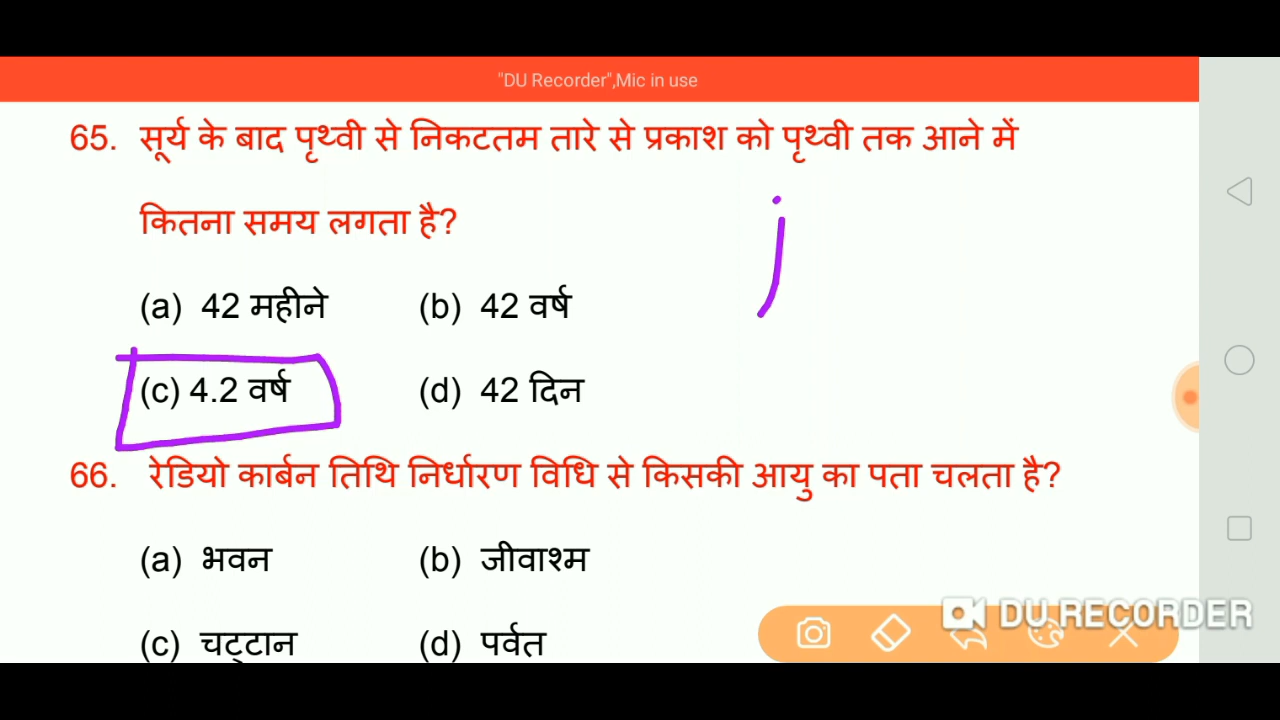 "DU Recorder",Mic in use
65. सूर्य के बाद पृथ्वी से निकटतम तारे से प्रकाश को पृथ्वी तक आने में
कितना समय लगता है?
(a) 42 महीने (b) 42 वर्ष
(c) 4.2 वर्ष (d) 42 दिन
66. रेडियो कार्बन तिथि निर्धारण विधि से किसकी आयु का पता चलता है?
(a) भवन (b) जीवाश्म
(c) चट्टान (d) पर्वत
DU RECORDER